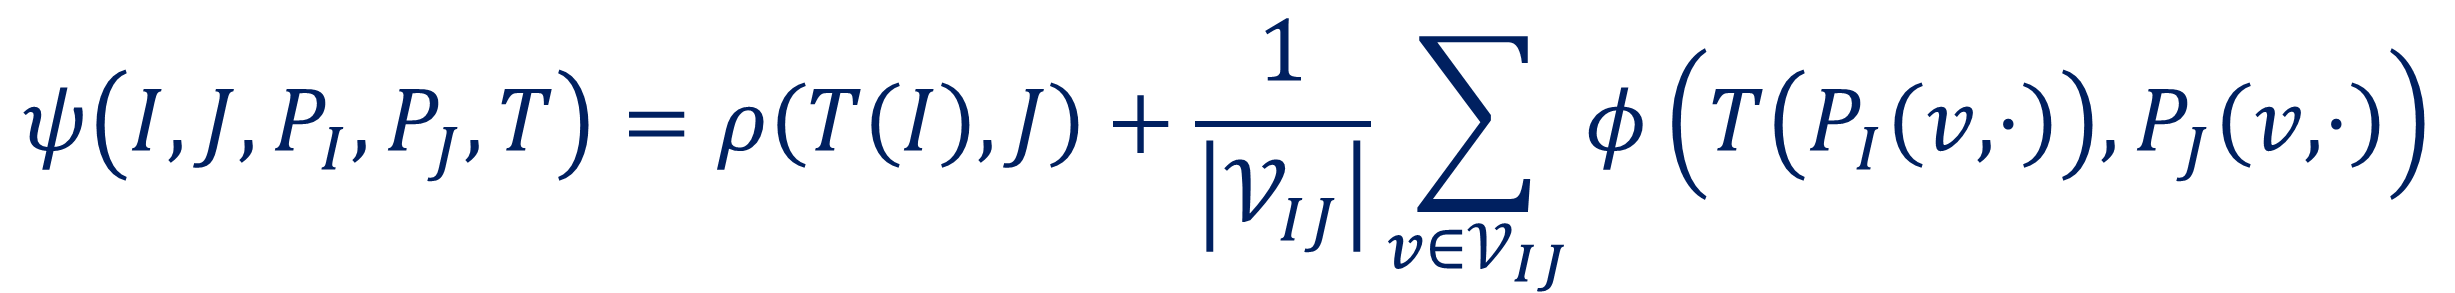 ψ(I, J, P_I, P_J, T) = ρ(T(I), J) + \frac{1}{|𝒱_{IJ}|} \sum_{v∈𝒱_{IJ}} ϕ(T(P_I(v,·)), P_J(v,·))